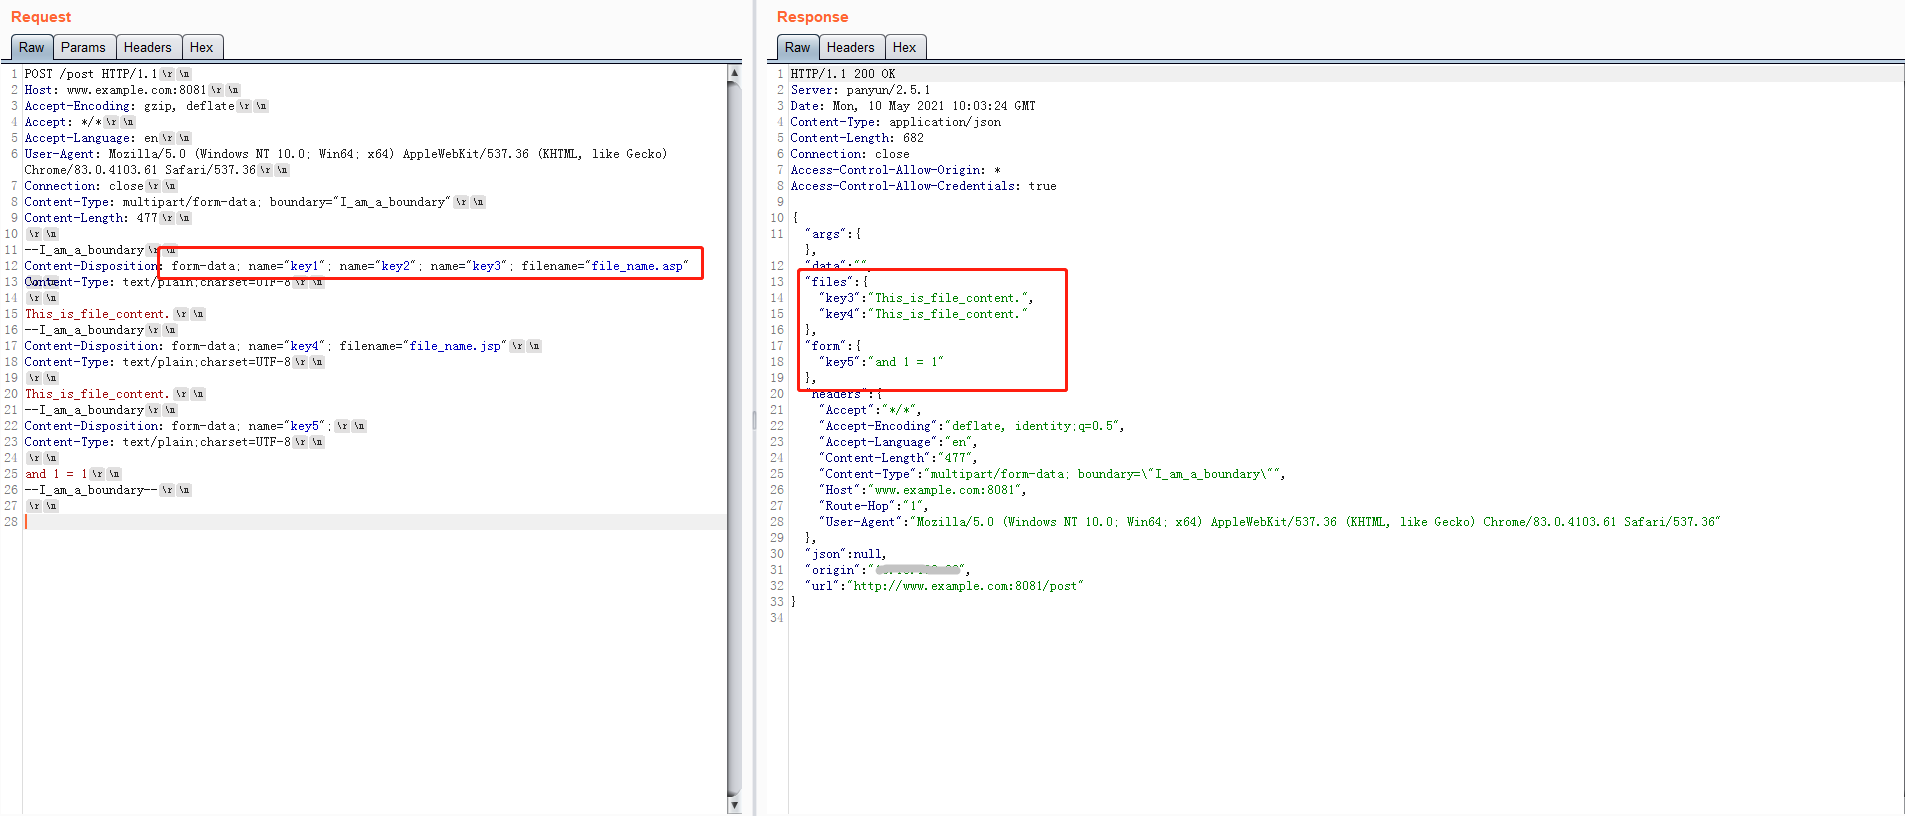 Request
Raw Params Headers Hex
1 POST /post HTTP/1.1 \r \n
2 Host: www.example.com:8081 \r \n
3 Accept-Encoding: gzip, deflate \r \n
4 Accept: */* \r \n
5 Accept-Language: en \r \n
6 User-Agent: Mozilla/5.0 (Windows NT 10.0; Win64; x64) AppleWebKit/537.36 (KHTML, like Gecko)
Chrome/83.0.4103.61 Safari/537.36 \r \n
7 Connection: close \r \n
8 Content-Type: multipart/form-data; boundary="I_am_a_boundary" \r \n
9 Content-Length: 477 \r \n
10 \r \n
11 --I_am_a_boundary \r \n
12 Content-Disposition: form-data; name="key1"; name="key2"; name="key3"; filename="file_name.asp"
13 Content-Type: text/plain;charset=UTF-8 \r \n
14 \r \n
15 This_is_file_content. \r \n
16 --I_am_a_boundary \r \n
17 Content-Disposition: form-data; name="key4"; filename="file_name.jsp" \r \n
18 Content-Type: text/plain;charset=UTF-8 \r \n
19 \r \n
20 This_is_file_content. \r \n
21 --I_am_a_boundary \r \n
22 Content-Disposition: form-data; name="key5"; \r \n
23 Content-Type: text/plain;charset=UTF-8 \r \n
24 \r \n
25 and 1 = 1 \r \n
26 --I_am_a_boundary-- \r \n
27 \r \n
28
Response
Raw Headers Hex
1 HTTP/1.1 200 OK
2 Server: panyun/2.5.1
3 Date: Mon, 10 May 2021 10:03:24 GMT
4 Content-Type: application/json
5 Content-Length: 682
6 Connection: close
7 Access-Control-Allow-Origin: *
8 Access-Control-Allow-Credentials: true
9
10 {
11 "args":{
},
12 "data":"",
13 "files":{
14 "key3":"This_is_file_content.",
15 "key4":"This_is_file_content."
16 },
17 "form":{
18 "key5":"and 1 = 1"
19 },
20 "headers":{
21 "Accept":"*/*",
22 "Accept-Encoding":"deflate, identity;q=0.5",
23 "Accept-Language":"en",
24 "Content-Length":"477",
25 "Content-Type":"multipart/form-data; boundary=\"I_am_a_boundary\"",
26 "Host":"www.example.com:8081",
27 "Route-Hop":"1",
28 "User-Agent":"Mozilla/5.0 (Windows NT 10.0; Win64; x64) AppleWebKit/537.36 (KHTML, like Gecko) Chrome/83.0.4103.61 Safari/537.36"
29 },
30 "json":null,
31 "origin":"",
32 "url":"http://www.example.com:8081/post"
33 }
34